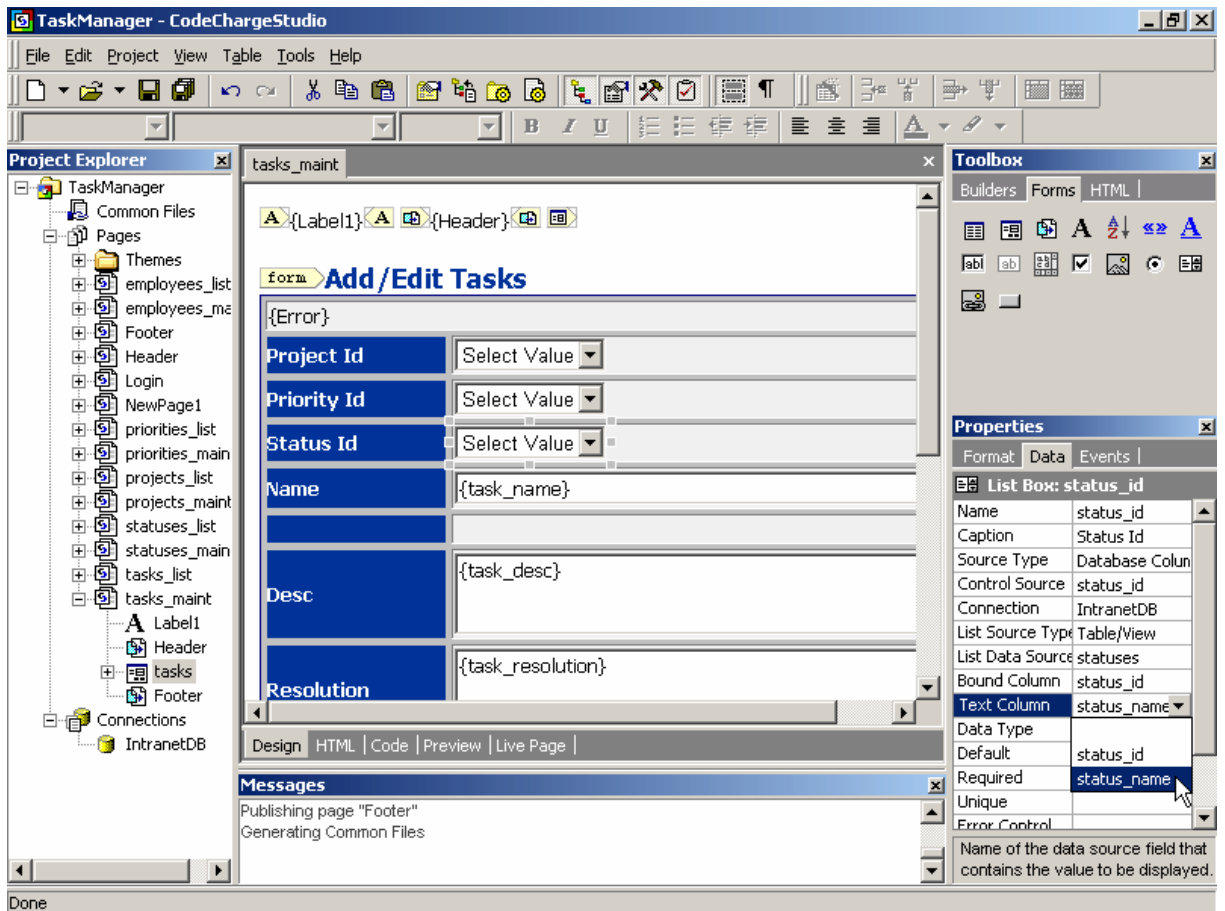 TaskManager - CodeChargeStudio
File Edit Project View Table Tools Help
B I U A
Project Explorer
TaskManager
Common Files
Pages
Themes
employees_list
employees_ma
Footer
Header
Login
NewPage1
priorities_list
priorities_main
projects_list
projects_maint
statuses_list
statuses_main
tasks_list
tasks_maint
A Label1
Header
tasks
Footer
Connections
IntranetDB
tasks_maint
A {Label1} A {Header}
form Add/Edit Tasks
{Error}
Project Id Select Value
Priority Id Select Value
Status Id Select Value
Name {task_name}
Desc {task_desc}
Resolution {task_resolution}
Design HTML Code Preview Live Page
Messages
Publishing page "Footer"
Generating Common Files
Toolbox
Builders Forms HTML
A A Z «» A
abl ab
Properties
Format Data Events
List Box: status_id
Name status_id
Caption Status Id
Source Type Database Colun
Control Source status_id
Connection IntranetDB
List Source Type Table/View
List Data Source statuses
Bound Column status_id
Text Column status_name
Data Type
Default status_id
Required status_name
Unique
Error Control
Name of the data source field that
contains the value to be displayed.
Done